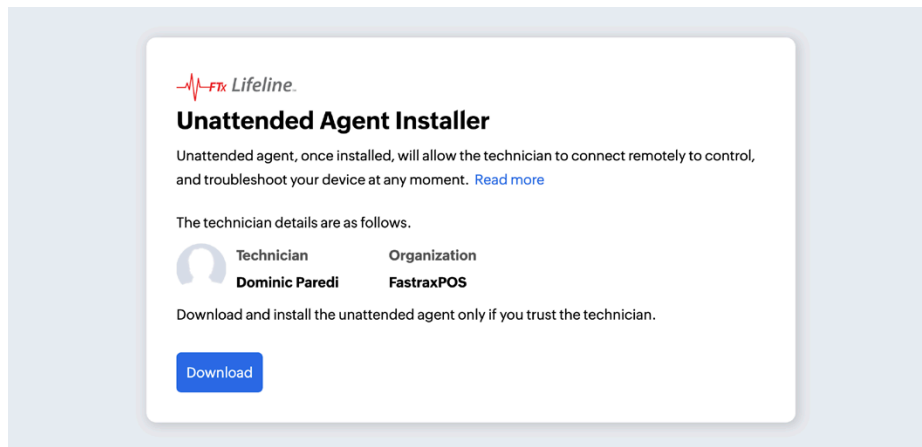 FTx Lifeline
Unattended Agent Installer
Unattended agent, once installed, will allow the technician to connect remotely to control,
and troubleshoot your device at any moment. Read more
The technician details are as follows.
Technician Organization
Dominic Paredi FastraxPOS
Download and install the unattended agent only if you trust the technician.
Download